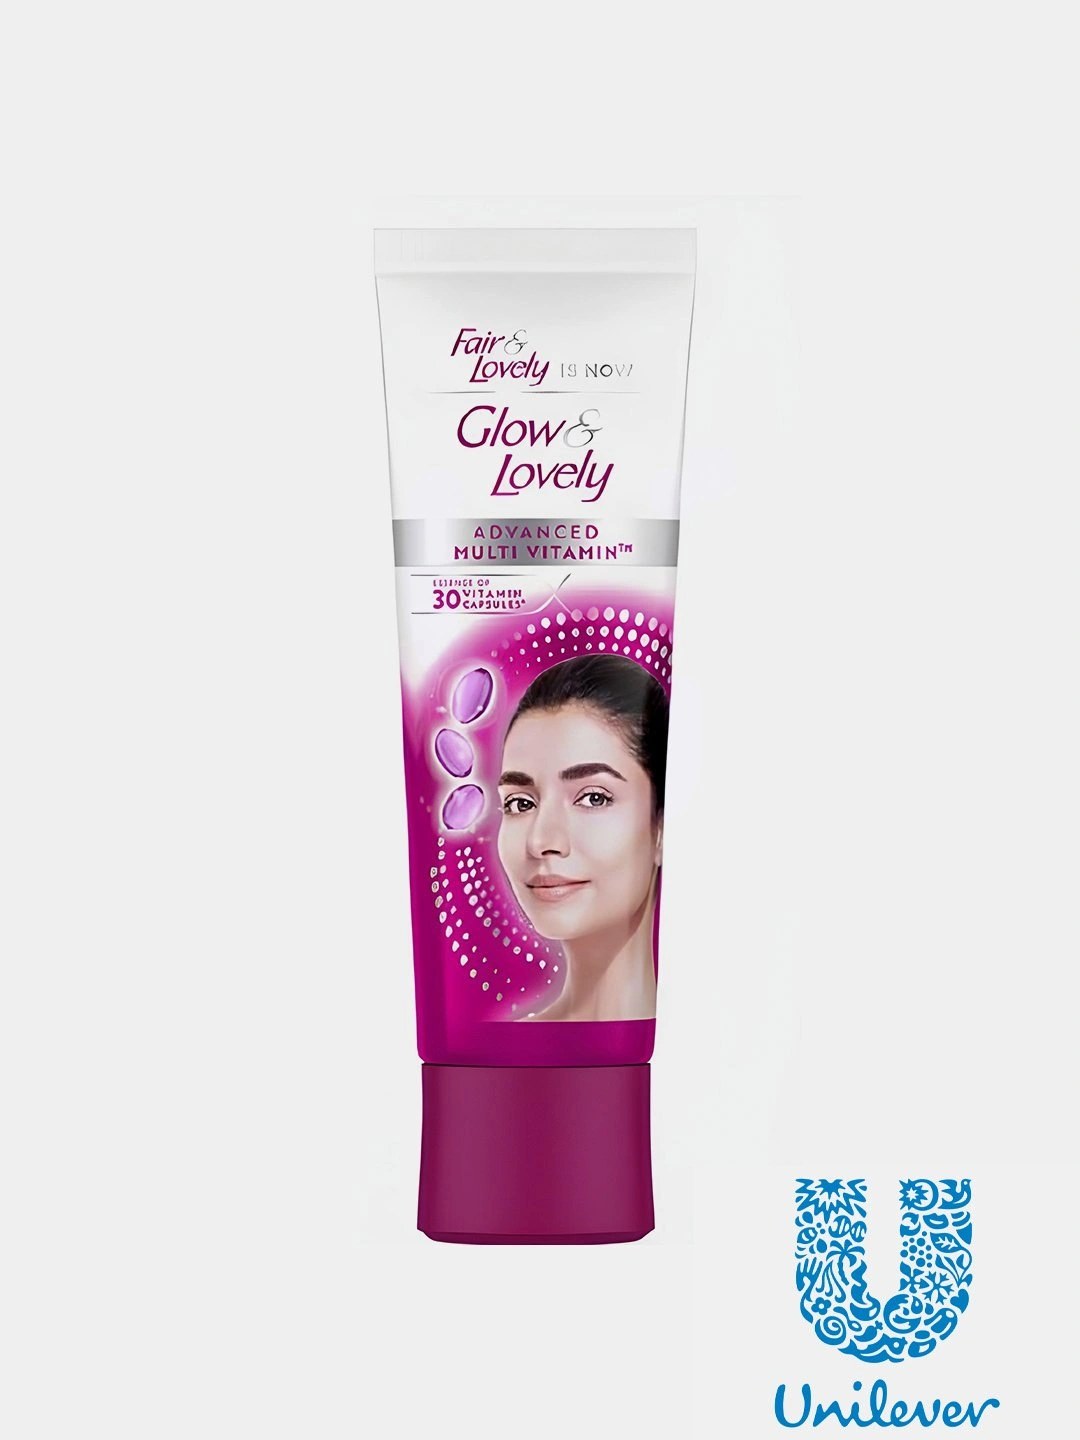 Fair &
Lovely IS NOW
Glow &
Lovely
ADVANCED
MULTI VITAMIN™
ESSENCE OF
30 VITAMIN
CAPSULES*
Unilever